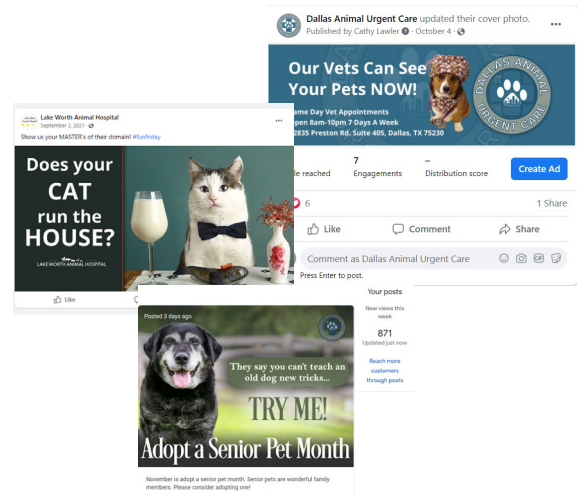 Dallas Animal Urgent Care updated their cover photo.
Published by Cathy Lawler · October 4 ·
Our Vets Can See
Your Pets NOW!
ame Day Vet Appointments
pen 8am-10pm 7 Days A Week
2835 Preston Rd. Suite 405, Dallas, TX 75230
DALLAS ANIMAL
URGENT CARE
le reached
7
Engagements
–
Distribution score
Create Ad
6
1 Share
Like
Comment
Share
Comment as Dallas Animal Urgent Care
GIF
Press Enter to post.
Lake Worth Animal Hospital
September 3, 2021 ·
Show us your MASTER's of their domain! #funfriday
Does your
CAT
run the
HOUSE?
LAKE WORTH ANIMAL HOSPITAL
Like
Your posts
New views this
week
871
Updated just now
Reach more
customers
through posts
Posted 3 days ago
They say you can't teach an
old dog new tricks...
TRY ME!
Adopt a Senior Pet Month
November is adopt a senior pet month. Senior pets are wonderful family
members. Please consider adopting one!